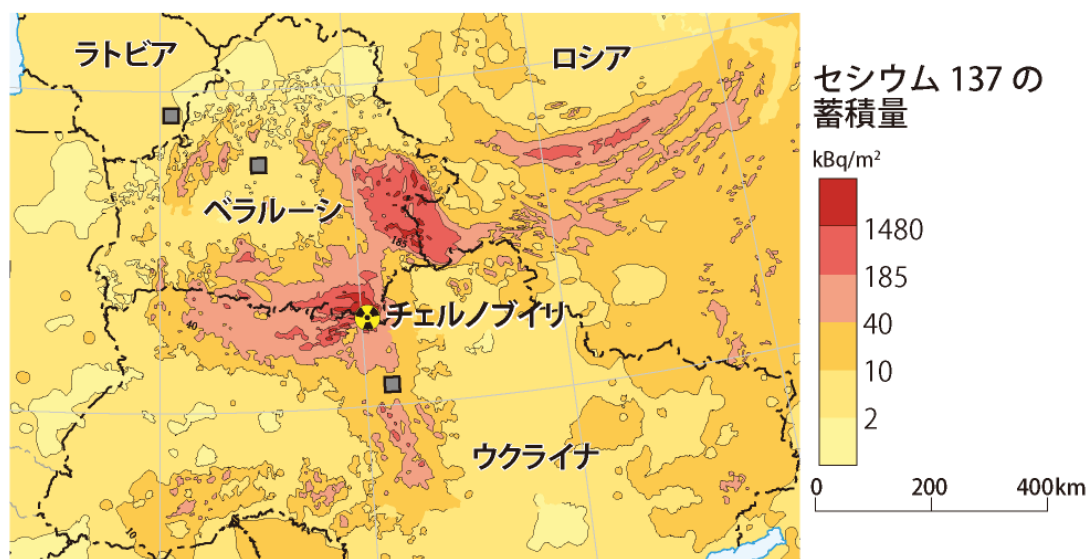 ラトビア
ロシア
ベラルーシ
185
チェルノブイリ
40
ウクライナ
10
セシウム 137 の
蓄積量
kBq/m²
1480
185
40
10
2
0 200 400km